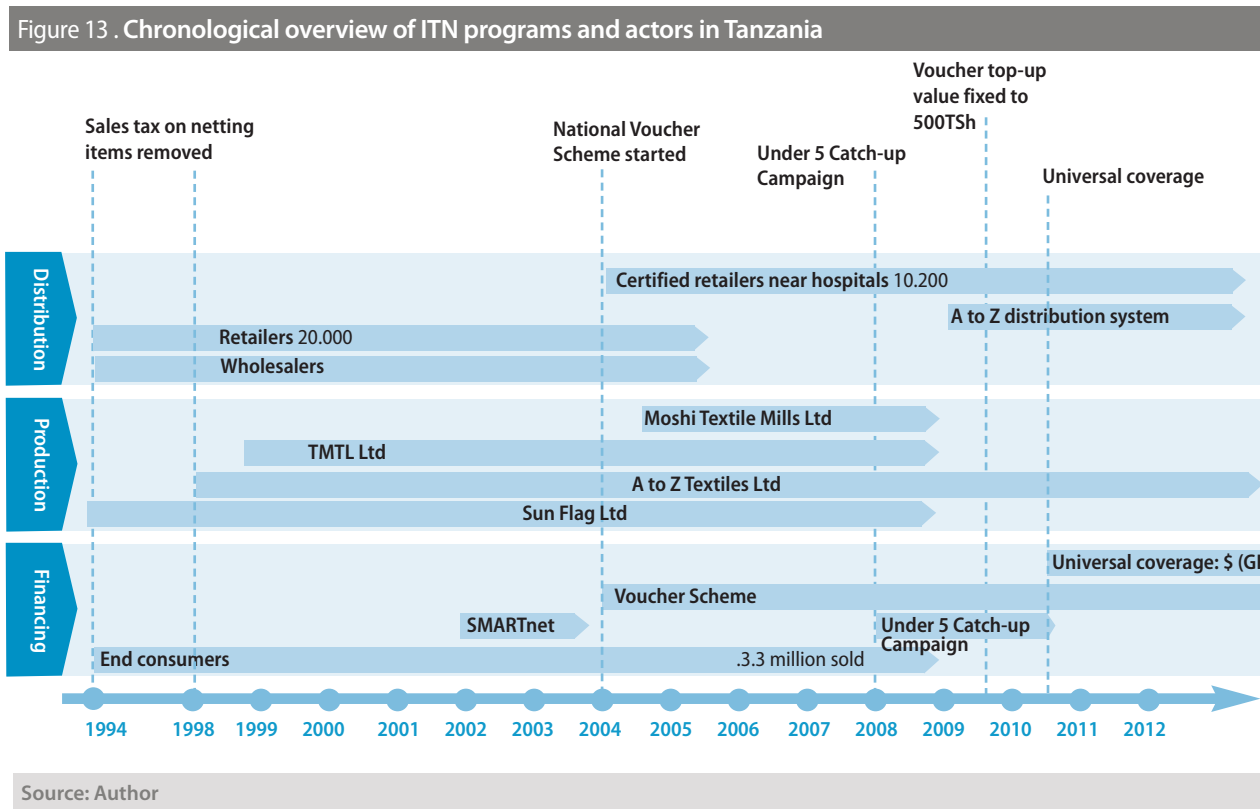 Figure 13 . Chronological overview of ITN programs and actors in Tanzania
Sales tax on netting
items removed
National Voucher
Scheme started
Under 5 Catch-up
Campaign
Voucher top-up
value fixed to
500TSh
Universal coverage
Distribution
Certified retailers near hospitals 10.200
A to Z distribution system
Retailers 20.000
Wholesalers
Production
Moshi Textile Mills Ltd
TMTL Ltd
A to Z Textiles Ltd
Sun Flag Ltd
Financing
Universal coverage: $ (
Voucher Scheme
SMARTnet
Under 5 Catch-up
Campaign
End consumers
.3.3 million sold
1994 1998 1999 2000 2001 2002 2003 2004 2005 2006 2007 2008 2009 2010 2011 2012
Source: Author